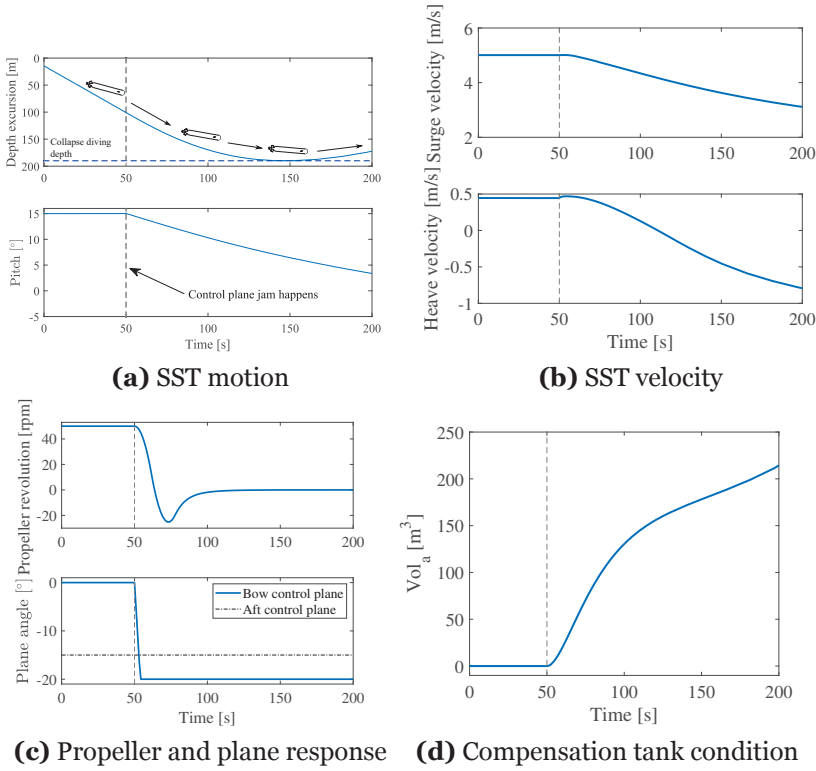 Depth excursion [m]
0
50
100
150
200
0 50 100 150 200
Collapse diving
depth
Pitch [°]
15
10
5
0
-5
0 50 100 150 200
Control plane jam happens
Time [s]
(a) SST motion
Surge velocity [m/s]
6
4
2
0 50 100 150 200
Heave velocity [m/s]
0.5
0
-0.5
-1
0 50 100 150 200
Time [s]
(b) SST velocity
Propeller revolution [rpm]
40
20
0
-20
0 50 100 150 200
Plane angle [°]
0
-10
-20
Bow control plane
Aft control plane
0 50 100 150 200
Time [s]
(c) Propeller and plane response
Vol_a [m³]
250
200
150
100
50
0
0 50 100 150 200
Time [s]
(d) Compensation tank condition